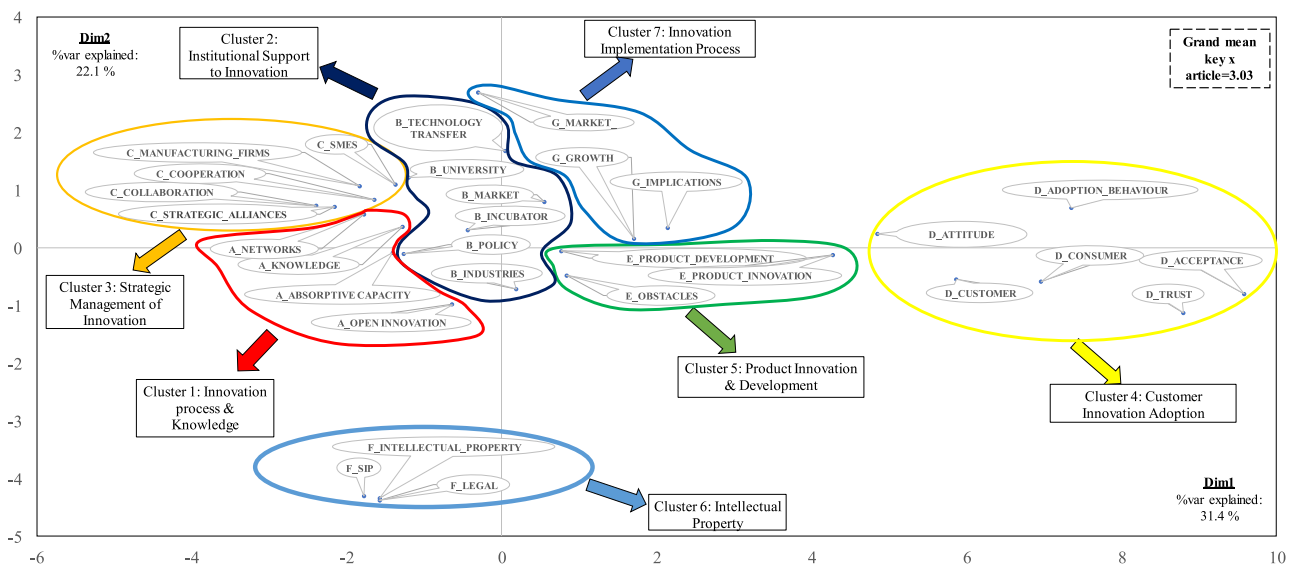 4
3
2
1
0
-1
-2
-3
-4
-5
-6
-4
-2
0
2
4
6
8
10
Dim2
%var explained:
22.1 %
Cluster 2:
Institutional Support
to Innovation
Cluster 7: Innovation
Implementation Process
Grand mean
key x
article=3.03
B_TECHNOLOGY
TRANSFER
G_MARKET_
C_SMES
C_MANUFACTURING_FIRMS
C_COOPERATION
C_COLLABORATION
C_STRATEGIC_ALLIANCES
B_UNIVERSITY
B_MARKET
B_INCUBATOR
B_POLICY
B_INDUSTRIES
G_GROWTH
G_IMPLICATIONS
D_ADOPTION_BEHAVIOUR
D_ATTITUDE
D_CONSUMER
D_ACCEPTANCE
D_CUSTOMER
D_TRUST
A_NETWORKS
A_KNOWLEDGE
A_ABSORPTIVE CAPACITY
A_OPEN INNOVATION
E_PRODUCT_DEVELOPMENT
E_PRODUCT_INNOVATION
E_OBSTACLES
Cluster 3: Strategic
Management of
Innovation
Cluster 1: Innovation
process &
Knowledge
Cluster 5: Product Innovation
& Development
Cluster 4: Customer
Innovation Adoption
F_INTELLECTUAL_PROPERTY
F_SIP
F_LEGAL
Cluster 6: Intellectual
Property
Dim1
%var explained:
31.4 %